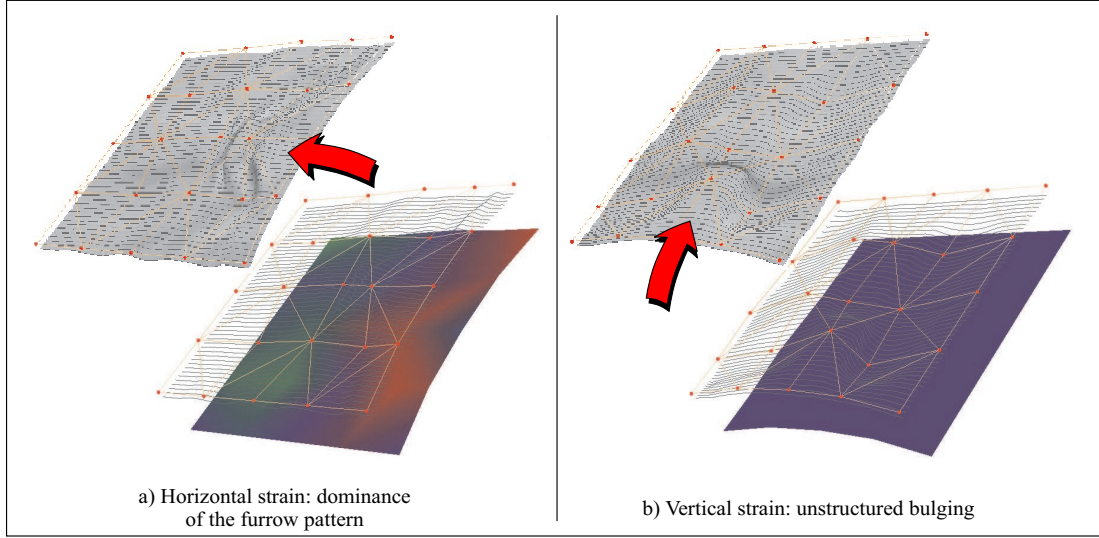 a) Horizontal strain: dominance
of the furrow pattern
b) Vertical strain: unstructured bulging